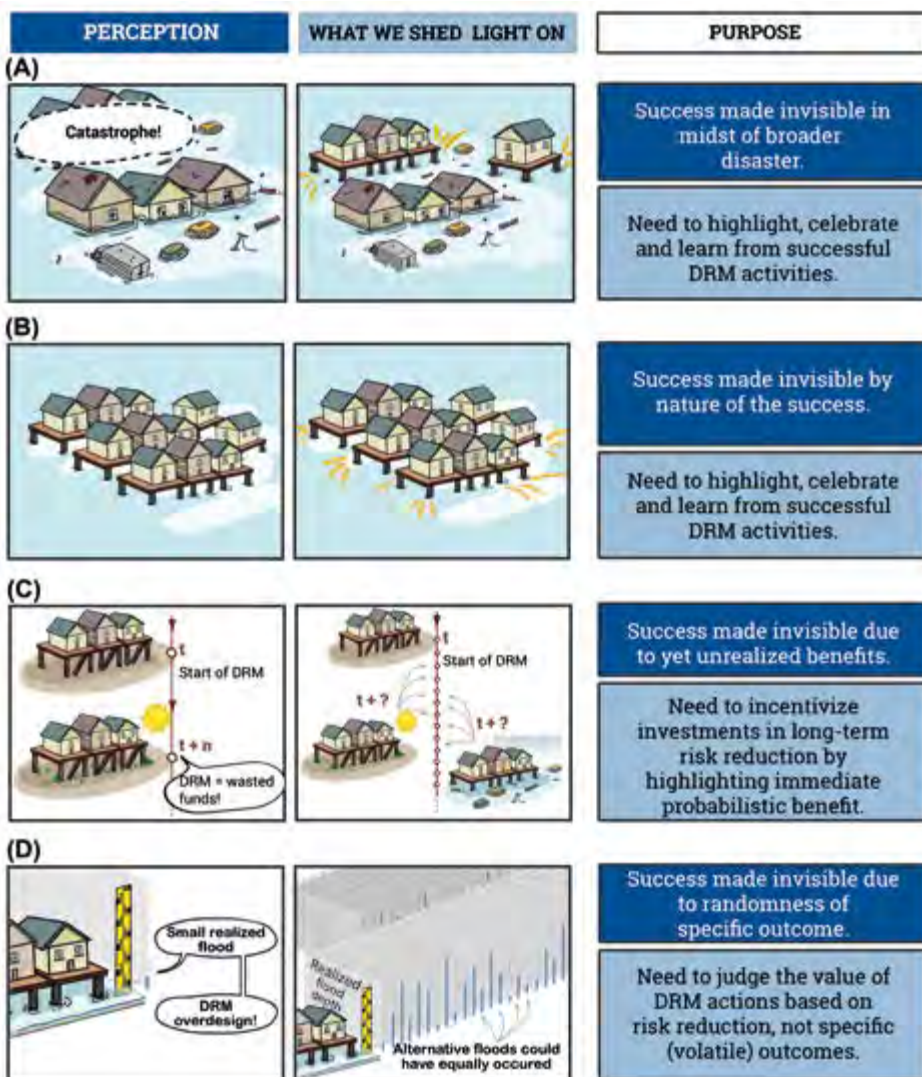 PERCEPTION
WHAT WE SHED LIGHT ON
PURPOSE
(A)
Catastrophe!
Success made invisible in
midst of broader
disaster.
Need to highlight, celebrate
and learn from successful
DRM activities.
(B)
Success made invisible by
nature of the success.
Need to highlight, celebrate
and learn from successful
DRM activities.
(C)
t
Start of DRM
t + n
DRM = wasted
funds!
t
Start of DRM
t + ?
t + ?
Success made invisible due
to yet unrealized benefits.
Need to incentivize
investments in long-term
risk reduction by
highlighting immediate
probabilistic benefit.
(D)
Small realized
flood
DRM
overdesign!
Realized
flood
depth
Alternative floods could
have equally occured
Success made invisible due
to randomness of
specific outcome.
Need to judge the value of
DRM actions based on
risk reduction, not specific
(volatile) outcomes.